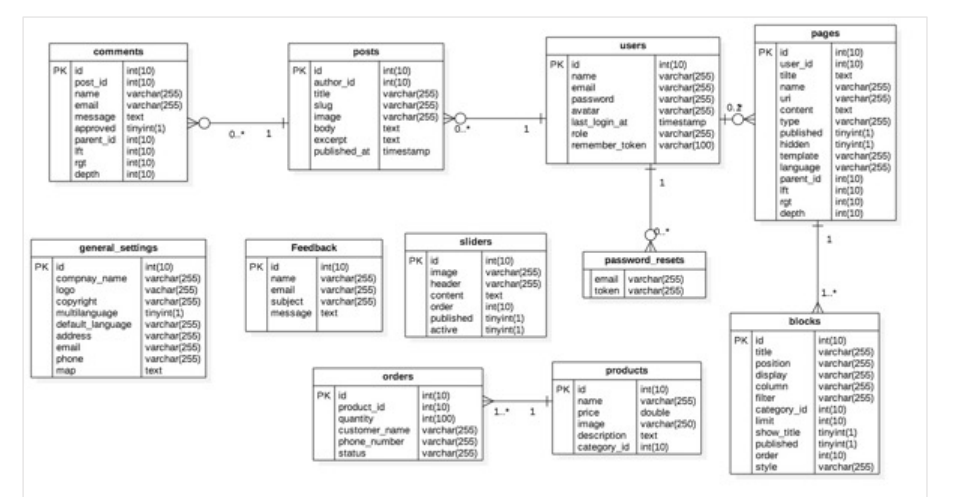 comments
PK id int(10)
post_id int(10)
name varchar(255)
email varchar(255)
message text
approved tinyint(1)
parent_id int(10)
lft int(10)
rgt int(10)
depth int(10)
0..* 1
posts
PK id int(10)
author_id int(10)
title varchar(255)
slug varchar(255)
image varchar(255)
body text
excerpt text
published_at timestamp
0..* 1
users
PK id int(10)
name varchar(255)
email varchar(255)
password varchar(255)
avatar varchar(255)
last_login_at timestamp
role varchar(255)
remember_token varchar(100)
1
0..*
pages
PK id int(10)
user_id int(10)
tilte text
name varchar(255)
uri varchar(255)
content text
type varchar(255)
published tinyint(1)
hidden tinyint(1)
template varchar(255)
language varchar(255)
parent_id int(10)
lft int(10)
rgt int(10)
depth int(10)
1
1..*
general_settings
PK id int(10)
compnay_name varchar(255)
logo vachar(255)
copyright varchar(255)
multilanguage tinyint(1)
default_language varchar(255)
address varchar(255)
email varchar(255)
phone varchar(255)
map text
Feedback
PK id int(10)
name varchar(255)
email varchar(255)
subject varchar(255)
message text
sliders
PK id int(10)
image varchar(255)
header varchar(255)
content text
order int(10)
published tinyint(1)
active tinyint(1)
password_resets
email varchar(255)
token varchar(255)
blocks
PK id int(10)
title varchar(255)
position varchar(255)
display varchar(255)
column varchar(255)
filter varchar(255)
category_id int(10)
limit int(10)
show_title tinyint(1)
published tinyint(1)
order int(10)
style varchar(255)
orders
PK id int(10)
product_id int(10)
quantity int(100)
customer_name varchar(255)
phone_number varchar(255)
status varchar(255)
1..* 1
products
PK id int(10)
name varchar(255)
price double
image varchar(250)
description text
category_id int(10)